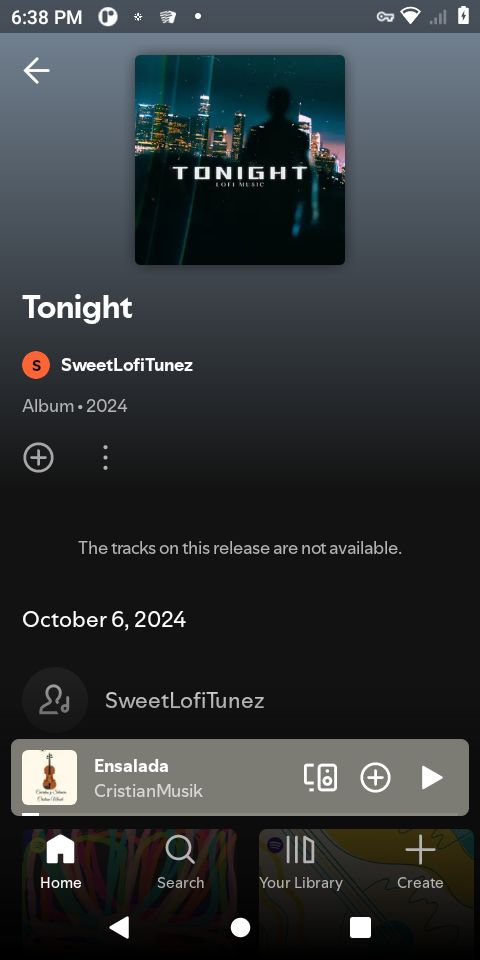 6:38 PM
TONIGHT
LOFI MUSIC
Tonight
S
SweetLofiTunez
Album • 2024
The tracks on this release are not available.
October 6, 2024
SweetLofiTunez
Ensalada
CristianMusik
Home
Search
Your Library
Create